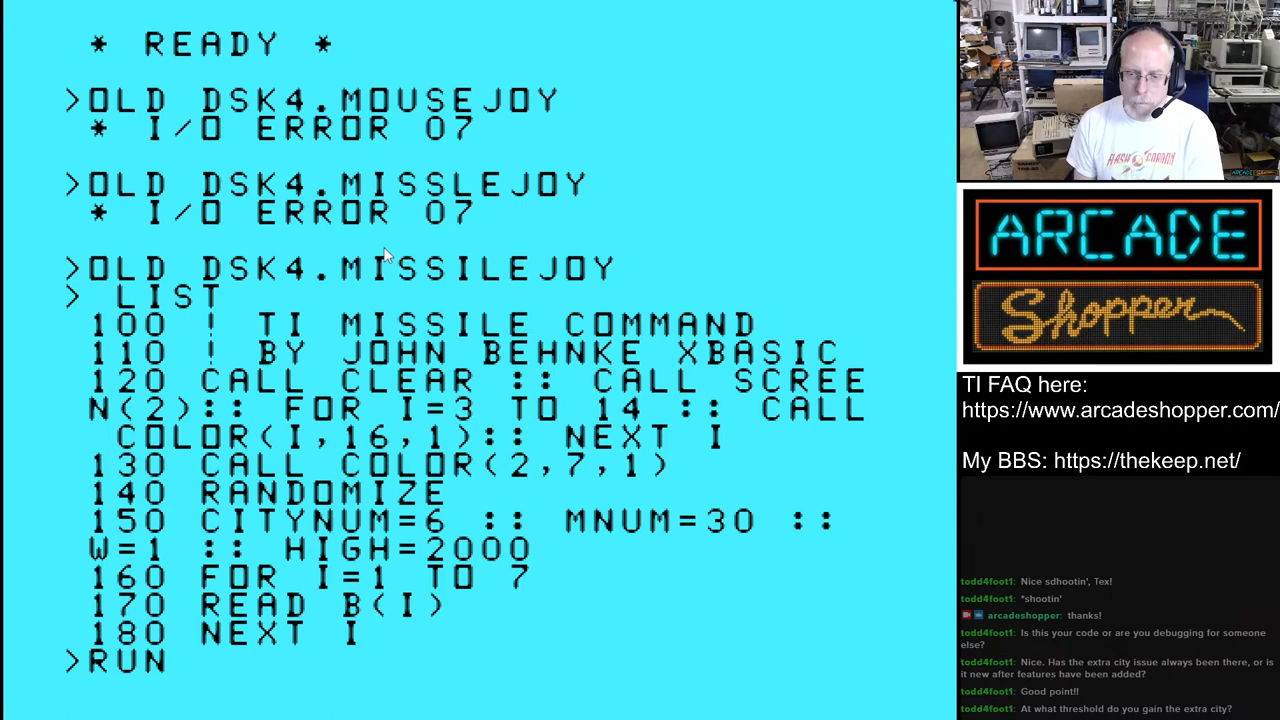 * READY *
>OLD DSK4.MOUSEJOY
* I/O ERROR 07
>OLD DSK4.MISSLEJOY
* I/O ERROR 07
>OLD DSK4.MISSILEJOY
> LIST
100 ! TI MISSILE COMMAND
110 ! BY JOHN BEHNKE XBASIC
120 CALL CLEAR :: CALL SCREE
N(2):: FOR I=3 TO 14 :: CALL
COLOR(I,16,1):: NEXT I
130 CALL COLOR(2,7,1)
140 RANDOMIZE
150 CITYNUM=6 :: MNUM=30 ::
W=1 :: HIGH=2000
160 FOR I=1 TO 7
170 READ B(I)
180 NEXT I
>RUN
FLASH GORDON
ARCADE
Shopper
TI FAQ here:
https://www.arcadeshopper.com/
My BBS: https://thekeep.net/
todd4foot1: Nice sdhootin', Tex!
todd4foot1: *shootin'
arcadeshopper: thanks!
todd4foot1: Is this your code or are you debugging for someone
else?
todd4foot1: Nice. Has the extra city issue always been there, or is
it new after features have been added?
todd4foot1: Good point!!
todd4foot1: At what threshold do you gain the extra city?